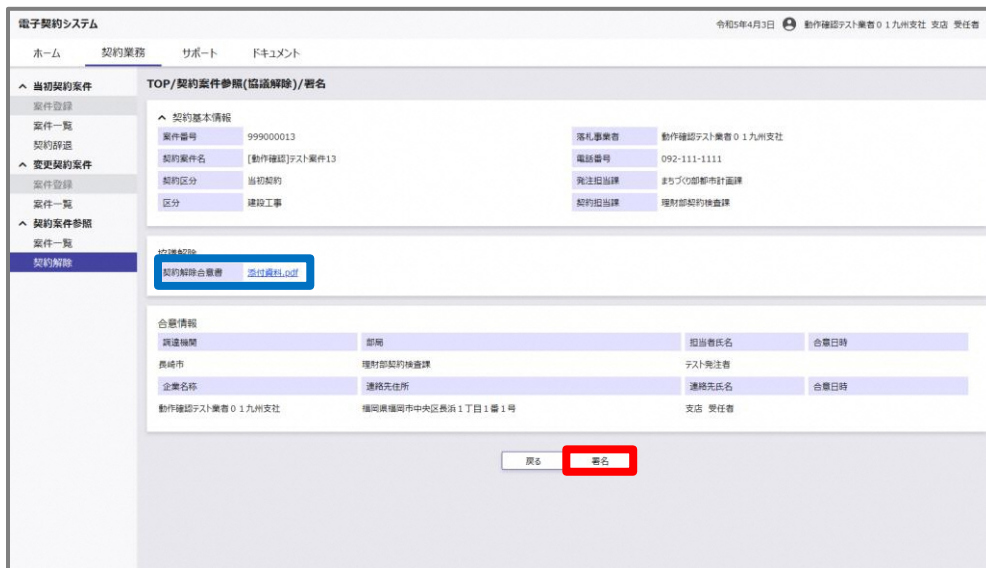 電子契約システム
令和5年4月3日 動作確認テスト業者01九州支社 支店 受任者
ホーム 契約業務 サポート ドキュメント
当初契約案件
案件登録
案件一覧
契約辞退
変更契約案件
案件登録
案件一覧
契約案件参照
案件一覧
契約解除
TOP/契約案件参照(協議解除)/署名
契約基本情報
案件番号 999000013 落札事業者 動作確認テスト業者01九州支社
契約案件名 [動作確認]テスト案件13 電話番号 092-111-1111
契約区分 当初契約 発注担当課 まちづくり部都市計画課
区分 建設工事 契約担当課 理財部契約検査課
協議解除
契約解除合意書 添付資料.pdf
合意情報
調達機関 部局 担当者氏名 合意日時
長崎市 理財部契約検査課 テスト発注者
企業名称 連絡先住所 連絡先氏名 合意日時
動作確認テスト業者01九州支社 福岡県福岡市中央区長浜1丁目1番1号 支店 受任者
戻る 署名